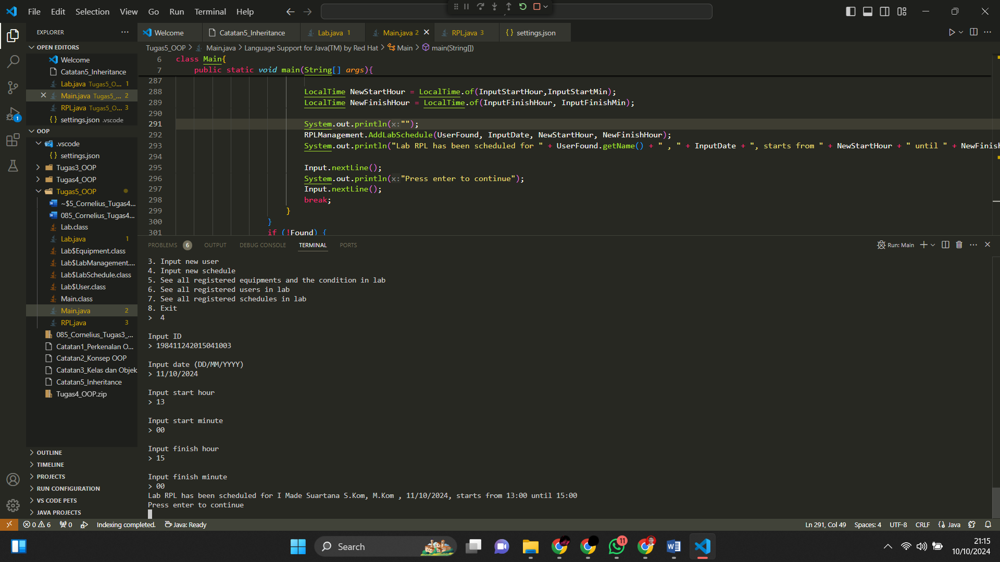 File Edit Selection View Go Run Terminal Help
EXPLORER
OPEN EDITORS
Welcome
Catatan5_Inheritance
Lab.java Tugas5_O... 1
Main.java Tugas5_... 2
RPL.java Tugas5_O... 3
settings.json .vscode
OOP
.vscode
settings.json
Tugas3_OOP
Tugas4_OOP
Tugas5_OOP
~$5_Cornelius_Tugas4...
085_Cornelius_Tugas4...
Lab.class
Lab.java 1
Lab$Equipment.class
Lab$LabManagement....
Lab$LabSchedule.class
Lab$User.class
Main.class
Main.java 2
RPL.java 3
085_Cornelius_Tugas3_...
Catatan1_Perkenalan O...
Catatan2_Konsep OOP
Catatan3_Kelas dan Objek
Catatan5_Inheritance
Tugas4_OOP.zip
OUTLINE
TIMELINE
PROJECTS
RUN CONFIGURATION
VS CODE PETS
JAVA PROJECTS
1
Welcome Catatan5_Inheritance Lab.java 1 Main.java 2 RPL.java 3 settings.json
Tugas5_OOP > Main.java > Language Support for Java(TM) by Red Hat > Main > main(String[])
6 class Main{
7 public static void main(String[] args){
287
288 LocalTime NewStartHour = LocalTime.of(InputStartHour,InputStartMin);
289 LocalTime NewFinishHour = LocalTime.of(InputFinishHour, InputFinishMin);
290
291 System.out.println(x:"");
292 RPLManagement.AddLabSchedule(UserFound, InputDate, NewStartHour, NewFinishHour);
293 System.out.println("Lab RPL has been scheduled for " + UserFound.getName() + " , " + InputDate + ", starts from " + NewStartHour + " until " + NewFinish
294
295 Input.nextLine();
296 System.out.println(x:"Press enter to continue");
297 Input.nextLine();
298 break;
299 }
300 }
301 if (!Found) {
PROBLEMS 6 OUTPUT DEBUG CONSOLE TERMINAL PORTS
Run: Main
3. Input new user
4. Input new schedule
5. See all registered equipments and the condition in lab
6. See all registered users in lab
7. See all registered schedules in lab
8. Exit
> 4
Input ID
> 198411242015041003
Input date (DD/MM/YYYY)
> 11/10/2024
Input start hour
> 13
Input start minute
> 00
Input finish hour
> 15
Input finish minute
> 00
Lab RPL has been scheduled for I Made Suartana S.Kom, M.Kom , 11/10/2024, starts from 13:00 until 15:00
Press enter to continue
0 6 0 Indexing completed. Java: Ready
Ln 291, Col 49 Spaces: 4 UTF-8 CRLF {} Java
Search
11
21:15
10/10/2024